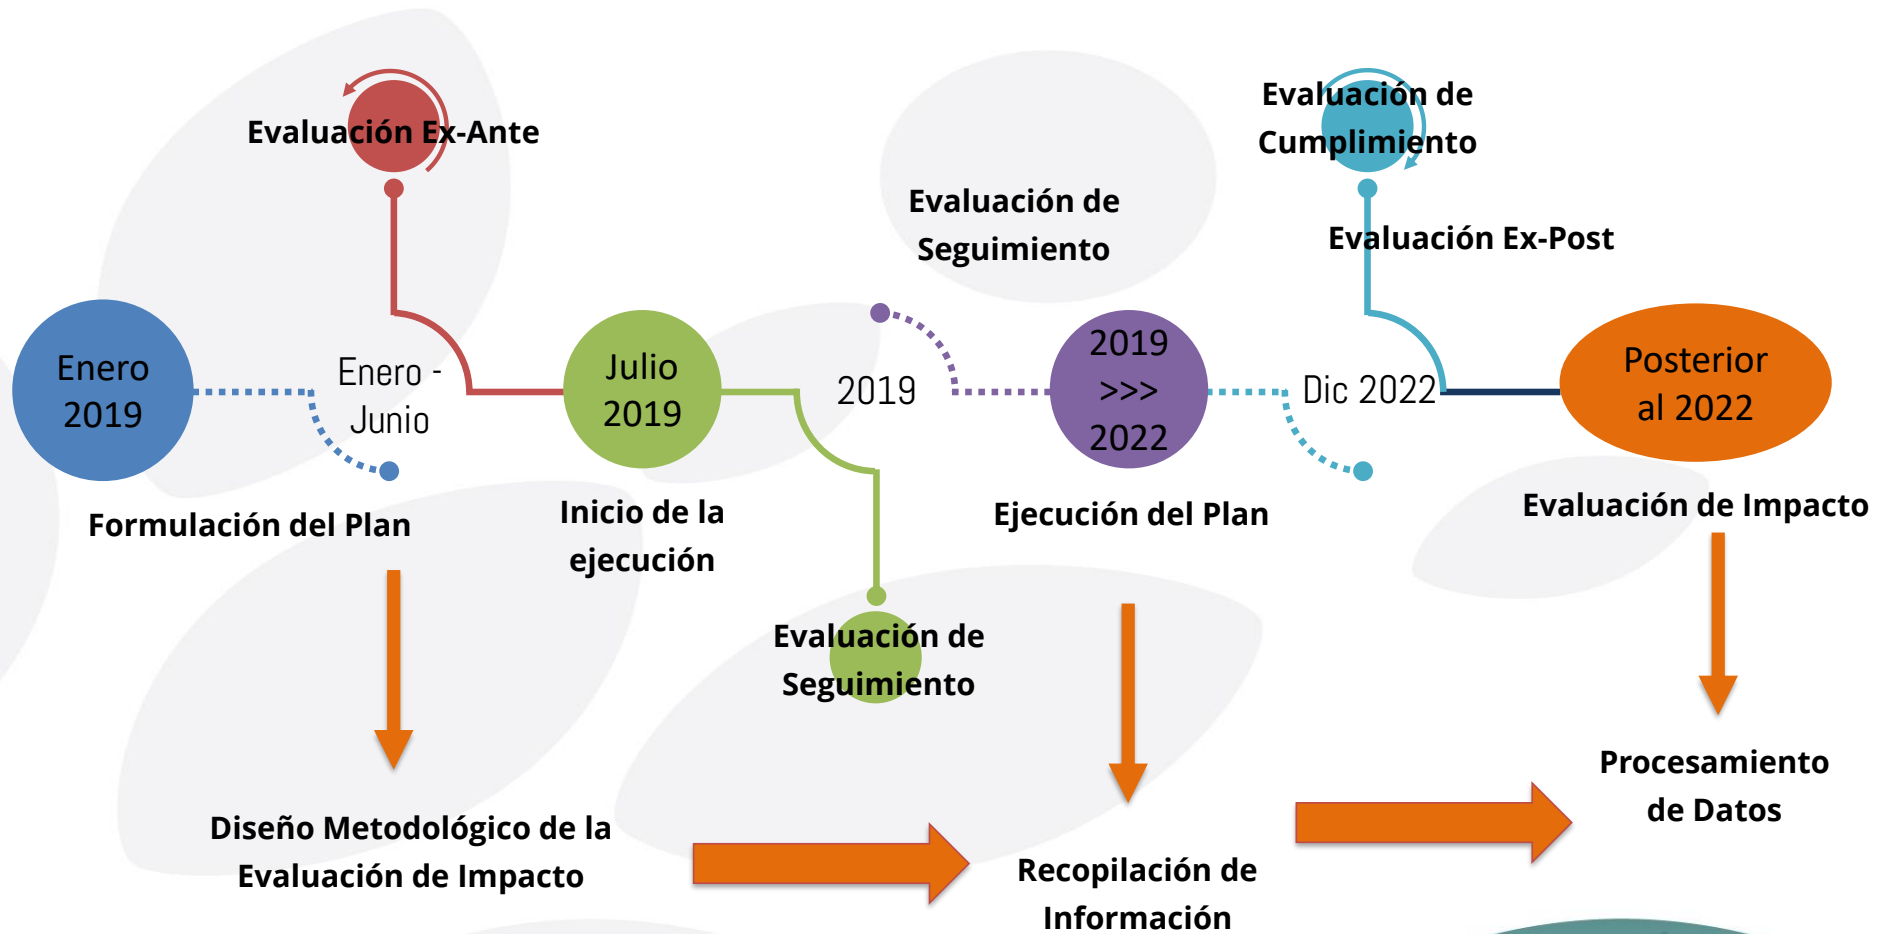 Evaluación Ex-Ante
Evaluación de
Cumplimiento
Evaluación de
Seguimiento
Evaluación Ex-Post
Enero
2019
Enero -
Junio
Julio
2019
2019
2019
>>>
2022
Dic 2022
Posterior
al 2022
Formulación del Plan
Inicio de la
ejecución
Ejecución del Plan
Evaluación de Impacto
Evaluación de
Seguimiento
Diseño Metodológico de la
Evaluación de Impacto
Recopilación de
Información
Procesamiento
de Datos